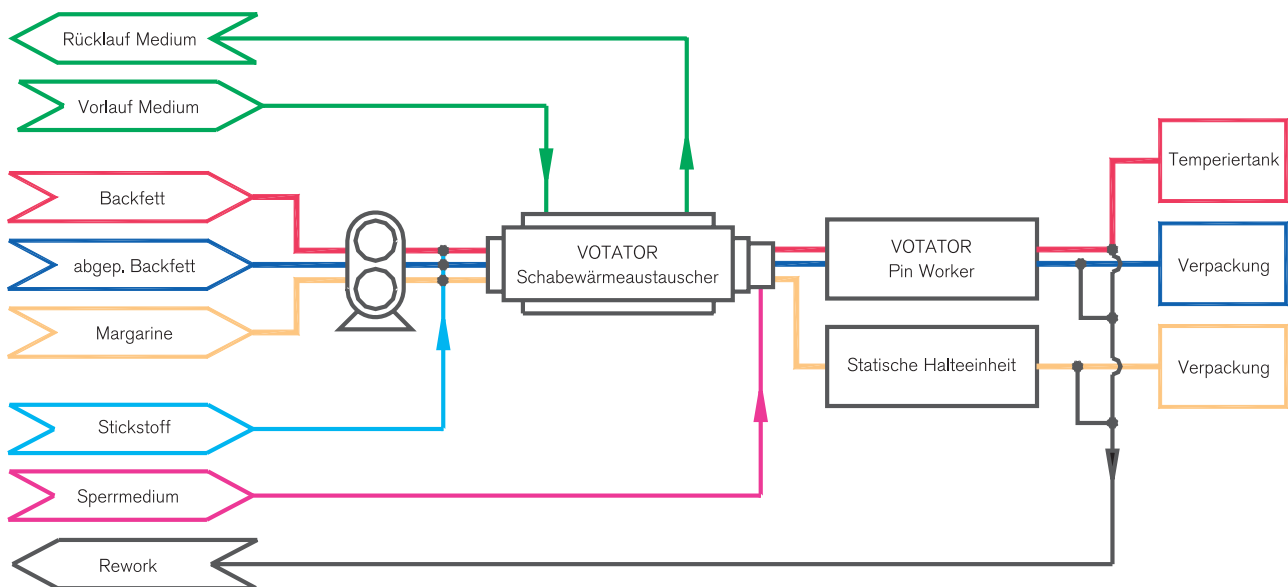 Rücklauf Medium
Vorlauf Medium
Backfett
abgep. Backfett
Margarine
Stickstoff
Sperrmedium
Rework
VOTATOR
Schabewärmeaustauscher
VOTATOR
Pin Worker
Statische Halteeinheit
Temperiertank
Verpackung
Verpackung